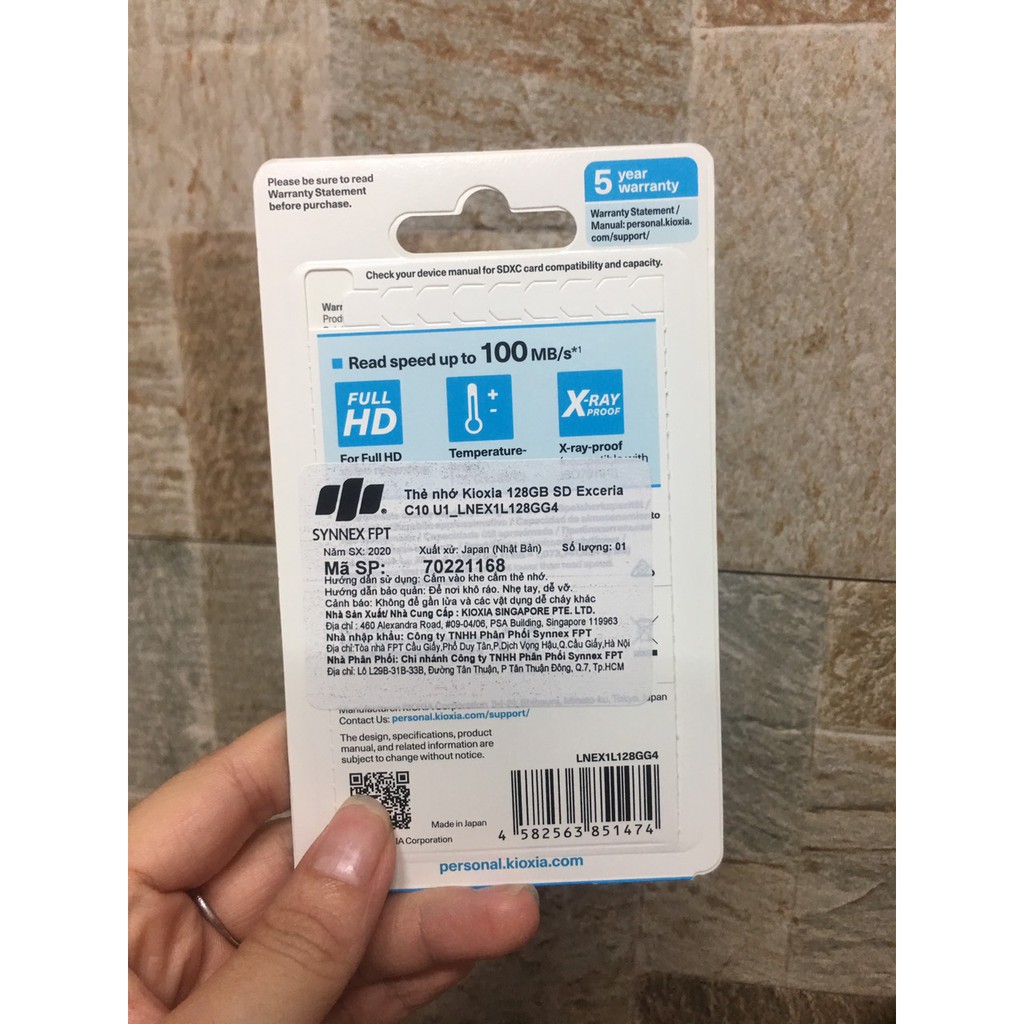 Please be sure to read
Warranty Statement
before purchase.
5 year
warranty
Warranty Statement /
Manual: personal.kioxia.
com/support/
Check your device manual for SDXC card compatibility and capacity.
Read speed up to 100 MB/s*1
FULL
HD
+
-
X-RAY
PROOF
For Full HD
Temperature-
X-ray-proof
SYNNEX FPT
Thẻ nhớ Kioxia 128GB SD Exceria
C10 U1_LNEX1L128GG4
Năm SX: 2020 Xuất xứ: Japan (Nhật Bản) Số lượng: 01
Mã SP: 70221168
Hướng dẫn sử dụng: Cắm vào khe cắm thẻ nhớ.
Hướng dẫn bảo quản: Để nơi khô ráo. Nhẹ tay, dễ vỡ.
Cảnh báo: Không để gần lửa và các vật dụng dễ cháy khác
Nhà Sản Xuất/ Nhà Cung Cấp : KIOXIA SINGAPORE PTE. LTD.
Địa chỉ : 460 Alexandra Road, #09-04/06, PSA Building, Singapore 119963
Nhà nhập khẩu: Công ty TNHH Phân Phối Synnex FPT
Địa chỉ:Tòa nhà FPT Cầu Giấy,Phố Duy Tân,P.Dịch Vọng Hậu,Q.Cầu Giấy,Hà Nội
Nhà Phân Phối: Chi nhánh Công ty TNHH Phân Phối Synnex FPT
Địa chỉ: Lô L29B-31B-33B, Đường Tân Thuận, P Tân Thuận Đông, Q.7, Tp.HCM
Contact Us: personal.kioxia.com/support/
The design, specifications, product
manual, and related information are
subject to change without notice.
LNEX1L128GG4
Made in Japan
Corporation
4 582563 851474
personal.kioxia.com